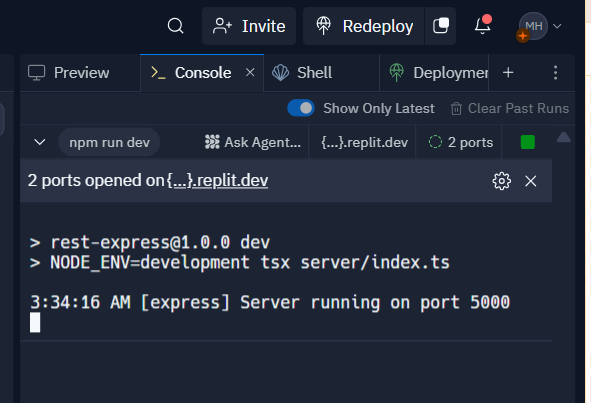 Invite
Redeploy
MH
Preview
Console
Shell
Deploymen
Show Only Latest
Clear Past Runs
npm run dev
Ask Agent...
{...}.replit.dev
2 ports
2 ports opened on {...}.replit.dev
> rest-express@1.0.0 dev
> NODE_ENV=development tsx server/index.ts
3:34:16 AM [express] Server running on port 5000